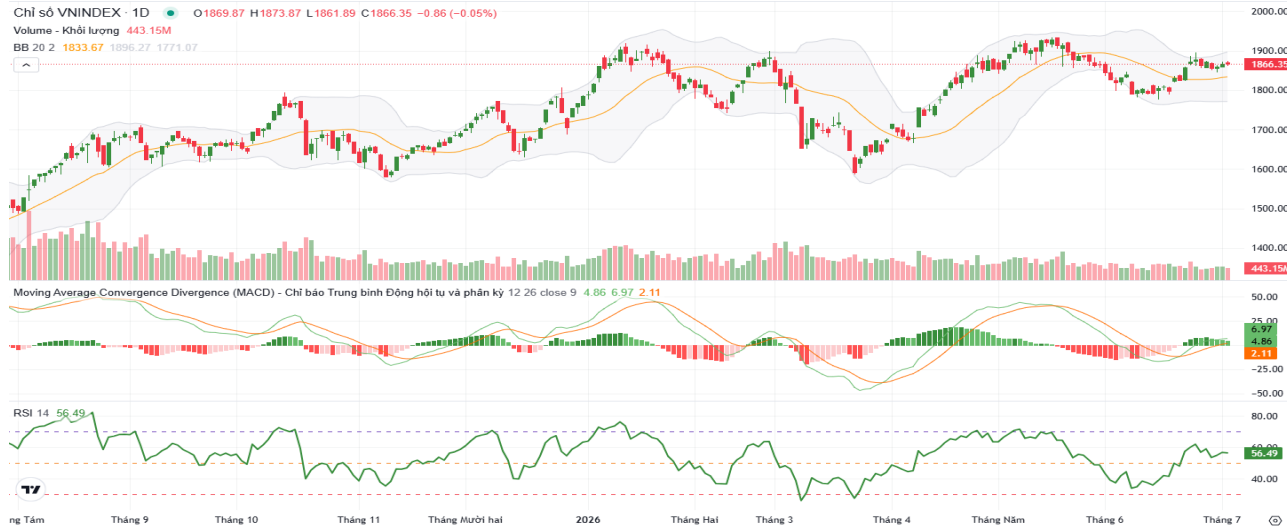 Chỉ số VNINDEX · 1D O1869.87 H1873.87 L1861.89 C1866.35 −0.86 (−0.05%)
Volume - Khối lượng 443.15M
BB 20 2 1833.67 1896.27 1771.07
2000.00
1900.00
1866.35
1800.00
1700.00
1600.00
1500.00
1400.00
443.15M
Moving Average Convergence Divergence (MACD) - Chỉ báo Trung bình Động hội tụ và phân kỳ 12 26 close 9 4.86 6.97 2.11
50.00
25.00
6.97
4.86
2.11
−25.00
−50.00
RSI 14 56.49
80.00
60.00
56.49
40.00
ng Tám Tháng 9 Tháng 10 Tháng 11 Tháng Mười hai 2026 Tháng Hai Tháng 3 Tháng 4 Tháng Năm Tháng 6 Tháng 7